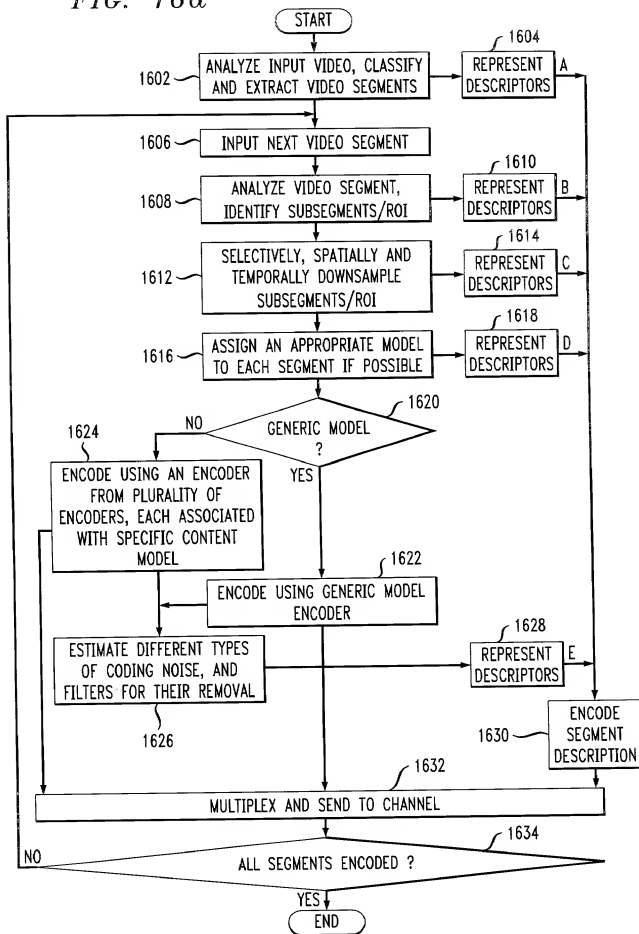 FIG. 16a
START
1602
ANALYZE INPUT VIDEO, CLASSIFY
AND EXTRACT VIDEO SEGMENTS
1604
REPRESENT
DESCRIPTORS
A
1606
INPUT NEXT VIDEO SEGMENT
1608
ANALYZE VIDEO SEGMENT,
IDENTIFY SUBSEGMENTS/ROI
1610
REPRESENT
DESCRIPTORS
B
1612
SELECTIVELY, SPATIALLY AND
TEMPORALLY DOWNSAMPLE
SUBSEGMENTS/ROI
1614
REPRESENT
DESCRIPTORS
C
1616
ASSIGN AN APPROPRIATE MODEL
TO EACH SEGMENT IF POSSIBLE
1618
REPRESENT
DESCRIPTORS
D
1620
GENERIC MODEL
?
NO
YES
1624
ENCODE USING AN ENCODER
FROM PLURALITY OF
ENCODERS, EACH ASSOCIATED
WITH SPECIFIC CONTENT
MODEL
1622
ENCODE USING GENERIC MODEL
ENCODER
ESTIMATE DIFFERENT TYPES
OF CODING NOISE, AND
FILTERS FOR THEIR REMOVAL
1626
1628
REPRESENT
DESCRIPTORS
E
1630
ENCODE
SEGMENT
DESCRIPTION
1632
MULTIPLEX AND SEND TO CHANNEL
1634
NO
ALL SEGMENTS ENCODED ?
YES
END